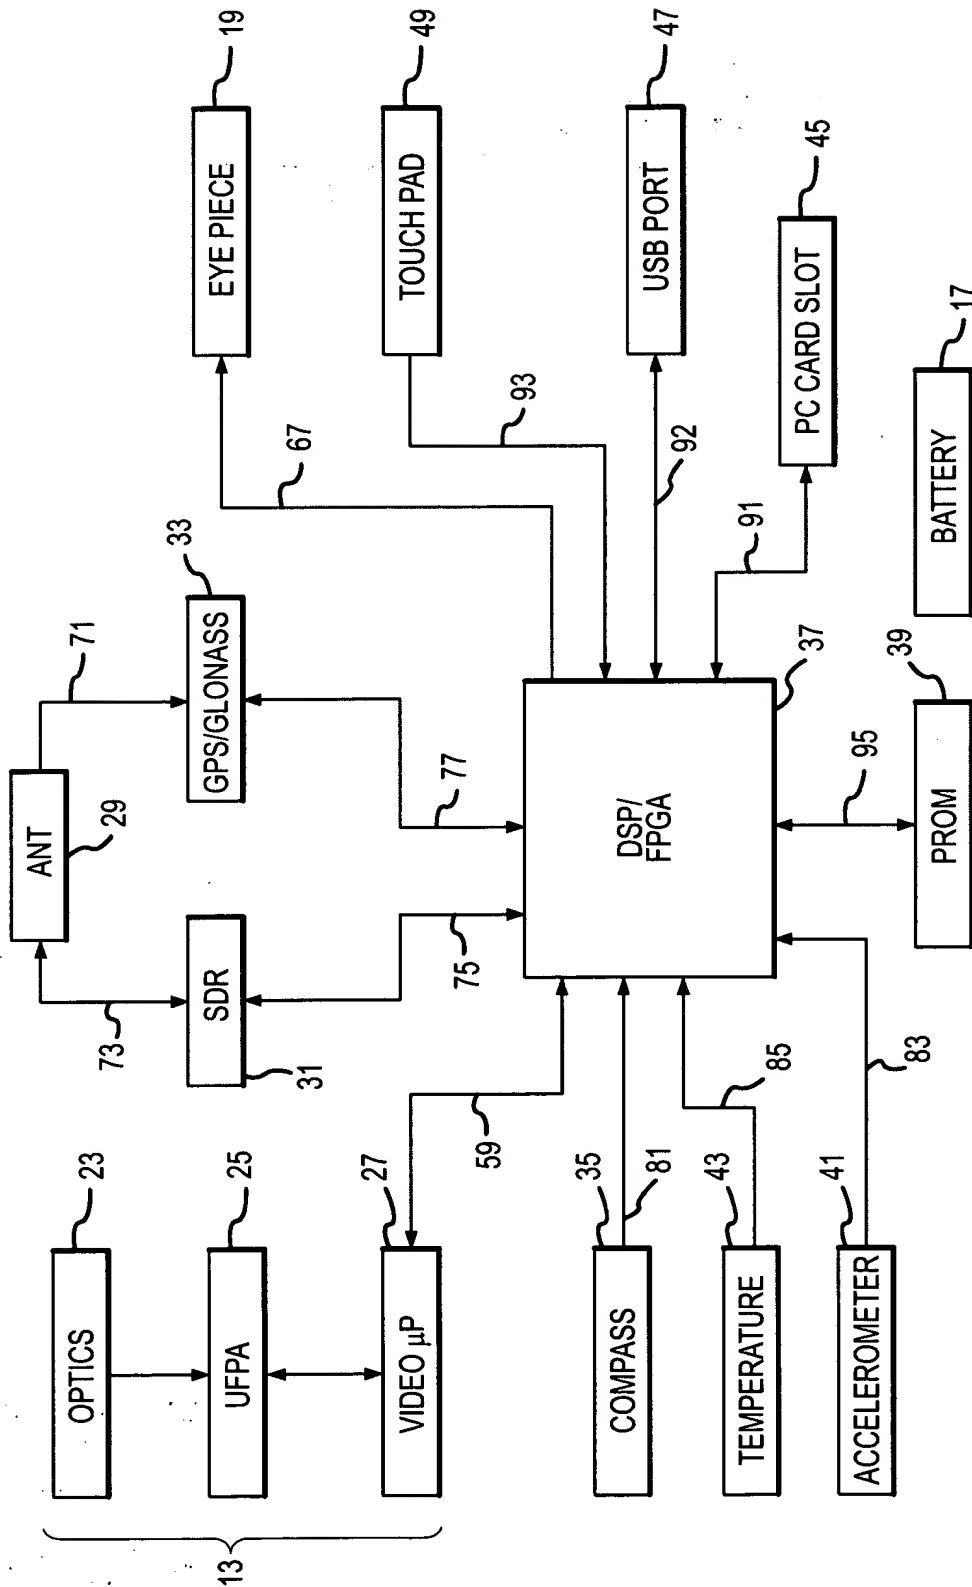 13
OPTICS
23
UFPA
25
VIDEO µP
27
59
COMPASS
35
81
TEMPERATURE
43
85
ACCELEROMETER
41
83
ANT
29
73
71
SDR
31
GPS/GLONASS
33
75
77
DSP/
FPGA
37
95
PROM
39
BATTERY
17
67
EYE PIECE
19
93
TOUCH PAD
49
92
USB PORT
47
91
PC CARD SLOT
45